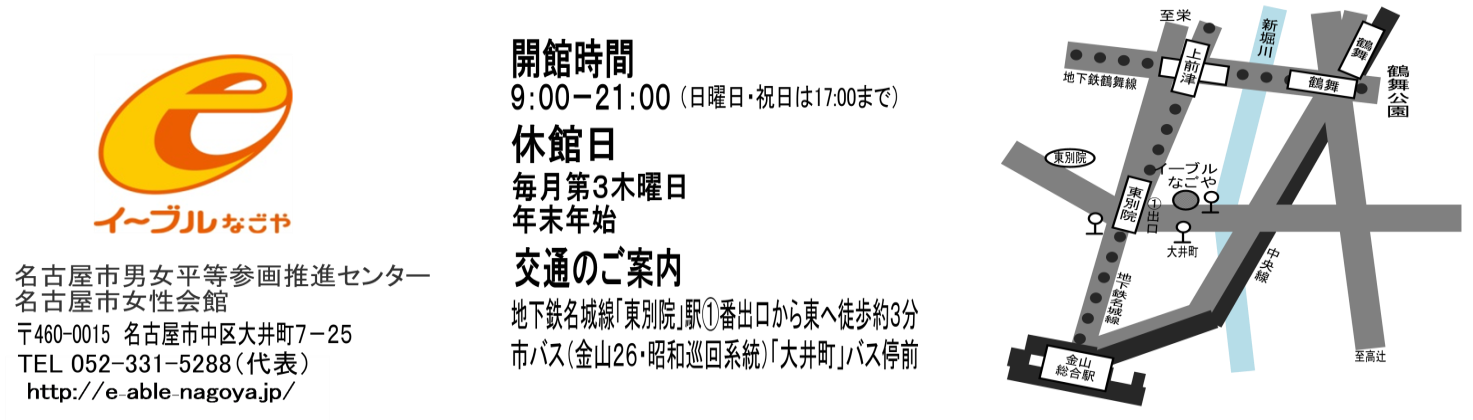 イーブルなごや
名古屋市男女平等参画推進センター
名古屋市女性会館
〒460-0015 名古屋市中区大井町7－25
TEL 052-331-5288（代表）
http://e-able-nagoya.jp/
開館時間
9:00－21:00（日曜日・祝日は17:00まで）
休館日
毎月第3木曜日
年末年始
交通のご案内
地下鉄名城線「東別院」駅①番出口から東へ徒歩約3分
市バス（金山26・昭和巡回系統）「大井町」バス停前
至栄
新堀川
鶴舞
上前津
地下鉄鶴舞線
鶴舞
鶴舞公園
東別院
イーブル
なごや
東別院
①出口
大井町
中央線
地下鉄名城線
至高辻
金山
総合駅